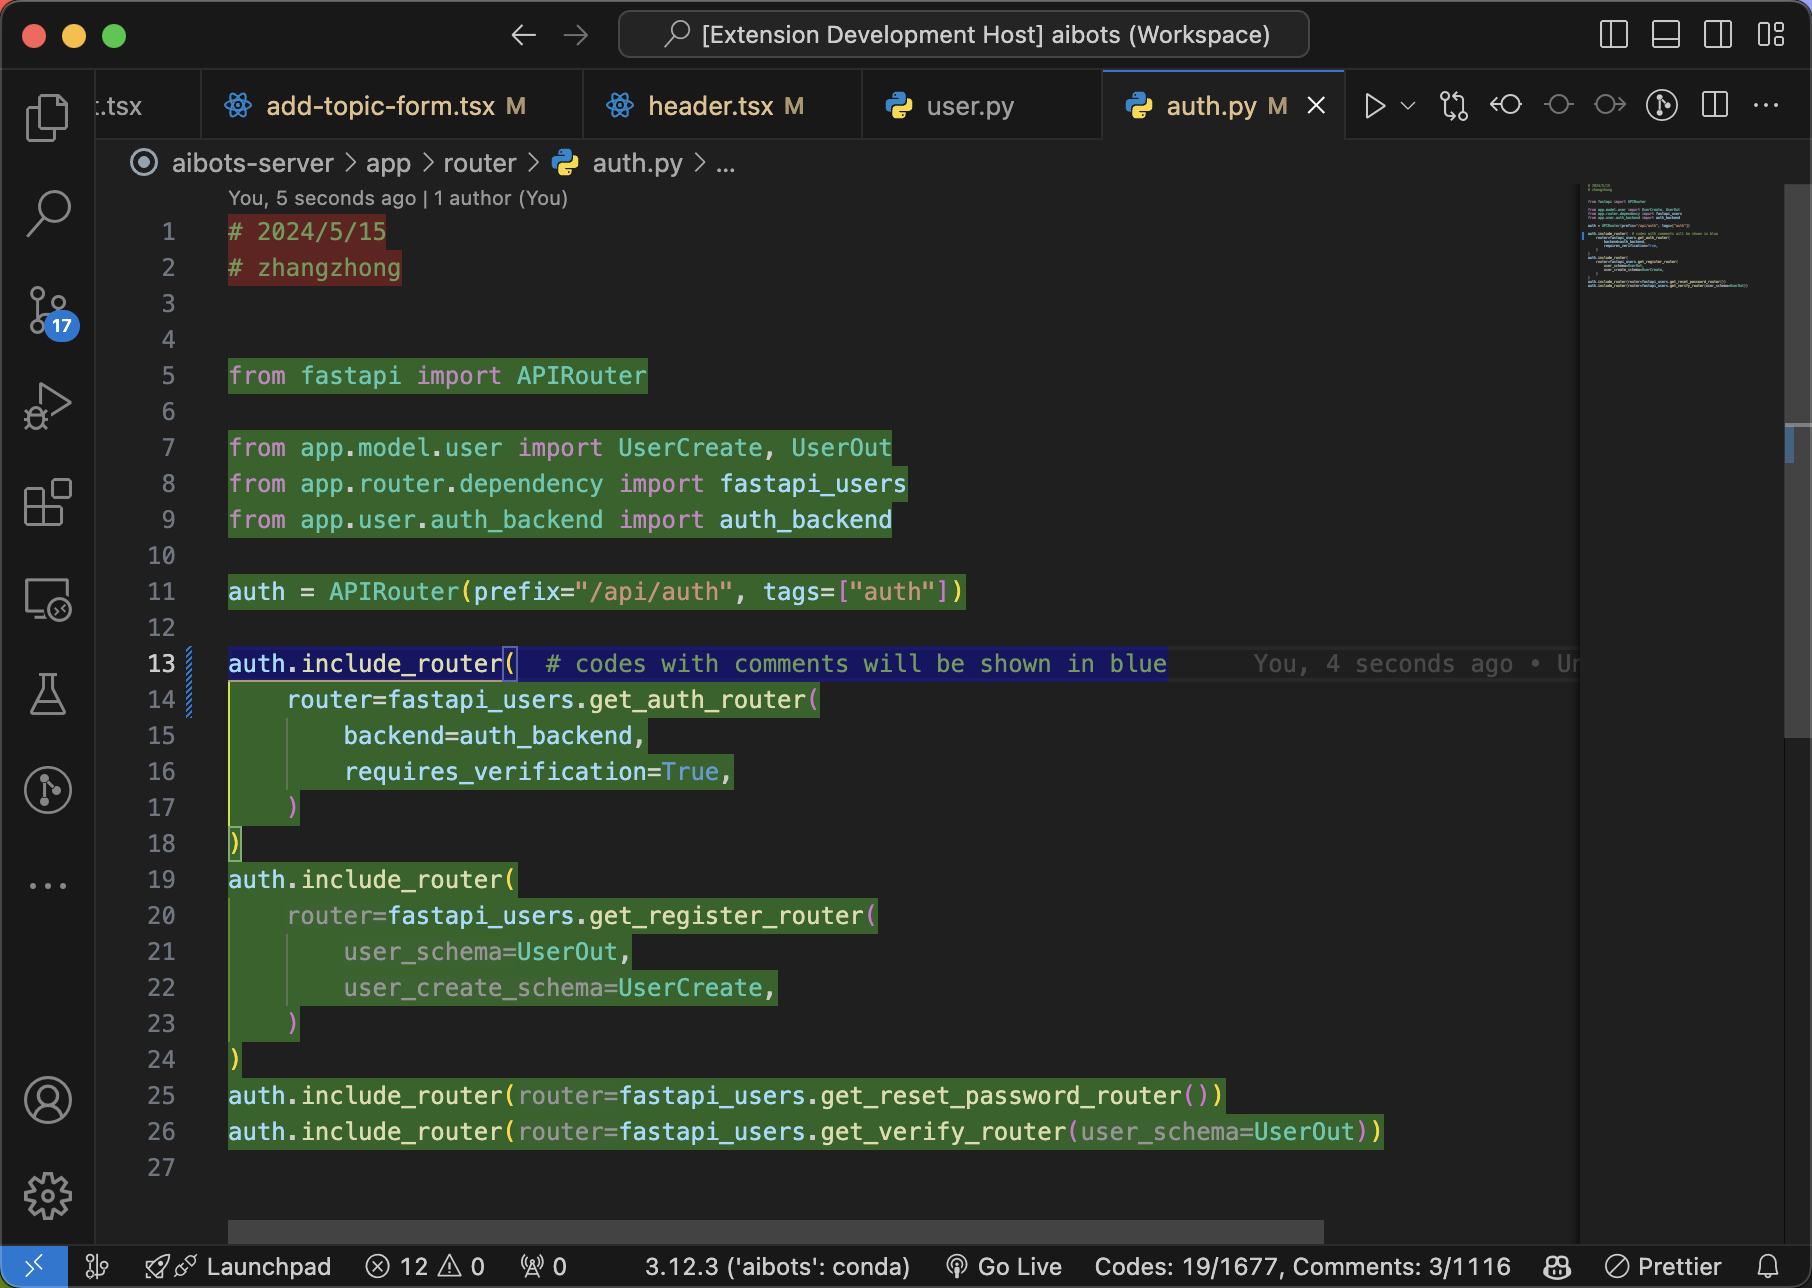 [Extension Development Host] aibots (Workspace)
t.tsx
add-topic-form.tsx M
header.tsx M
user.py
auth.py M
aibots-server > app > router > auth.py > ...
You, 5 seconds ago | 1 author (You)
1 # 2024/5/15
2 # zhangzhong
3
4
5 from fastapi import APIRouter
6
7 from app.model.user import UserCreate, UserOut
8 from app.router.dependency import fastapi_users
9 from app.user.auth_backend import auth_backend
10
11 auth = APIRouter(prefix="/api/auth", tags=["auth"])
12
13 auth.include_router(  # codes with comments will be shown in blue You, 4 seconds ago •
14     router=fastapi_users.get_auth_router(
15         backend=auth_backend,
16         requires_verification=True,
17     )
18 )
19 auth.include_router(
20     router=fastapi_users.get_register_router(
21         user_schema=UserOut,
22         user_create_schema=UserCreate,
23     )
24 )
25 auth.include_router(router=fastapi_users.get_reset_password_router())
26 auth.include_router(router=fastapi_users.get_verify_router(user_schema=UserOut))
27
17
Launchpad 12 0 0 3.12.3 ('aibots': conda) Go Live Codes: 19/1677, Comments: 3/1116 Prettier